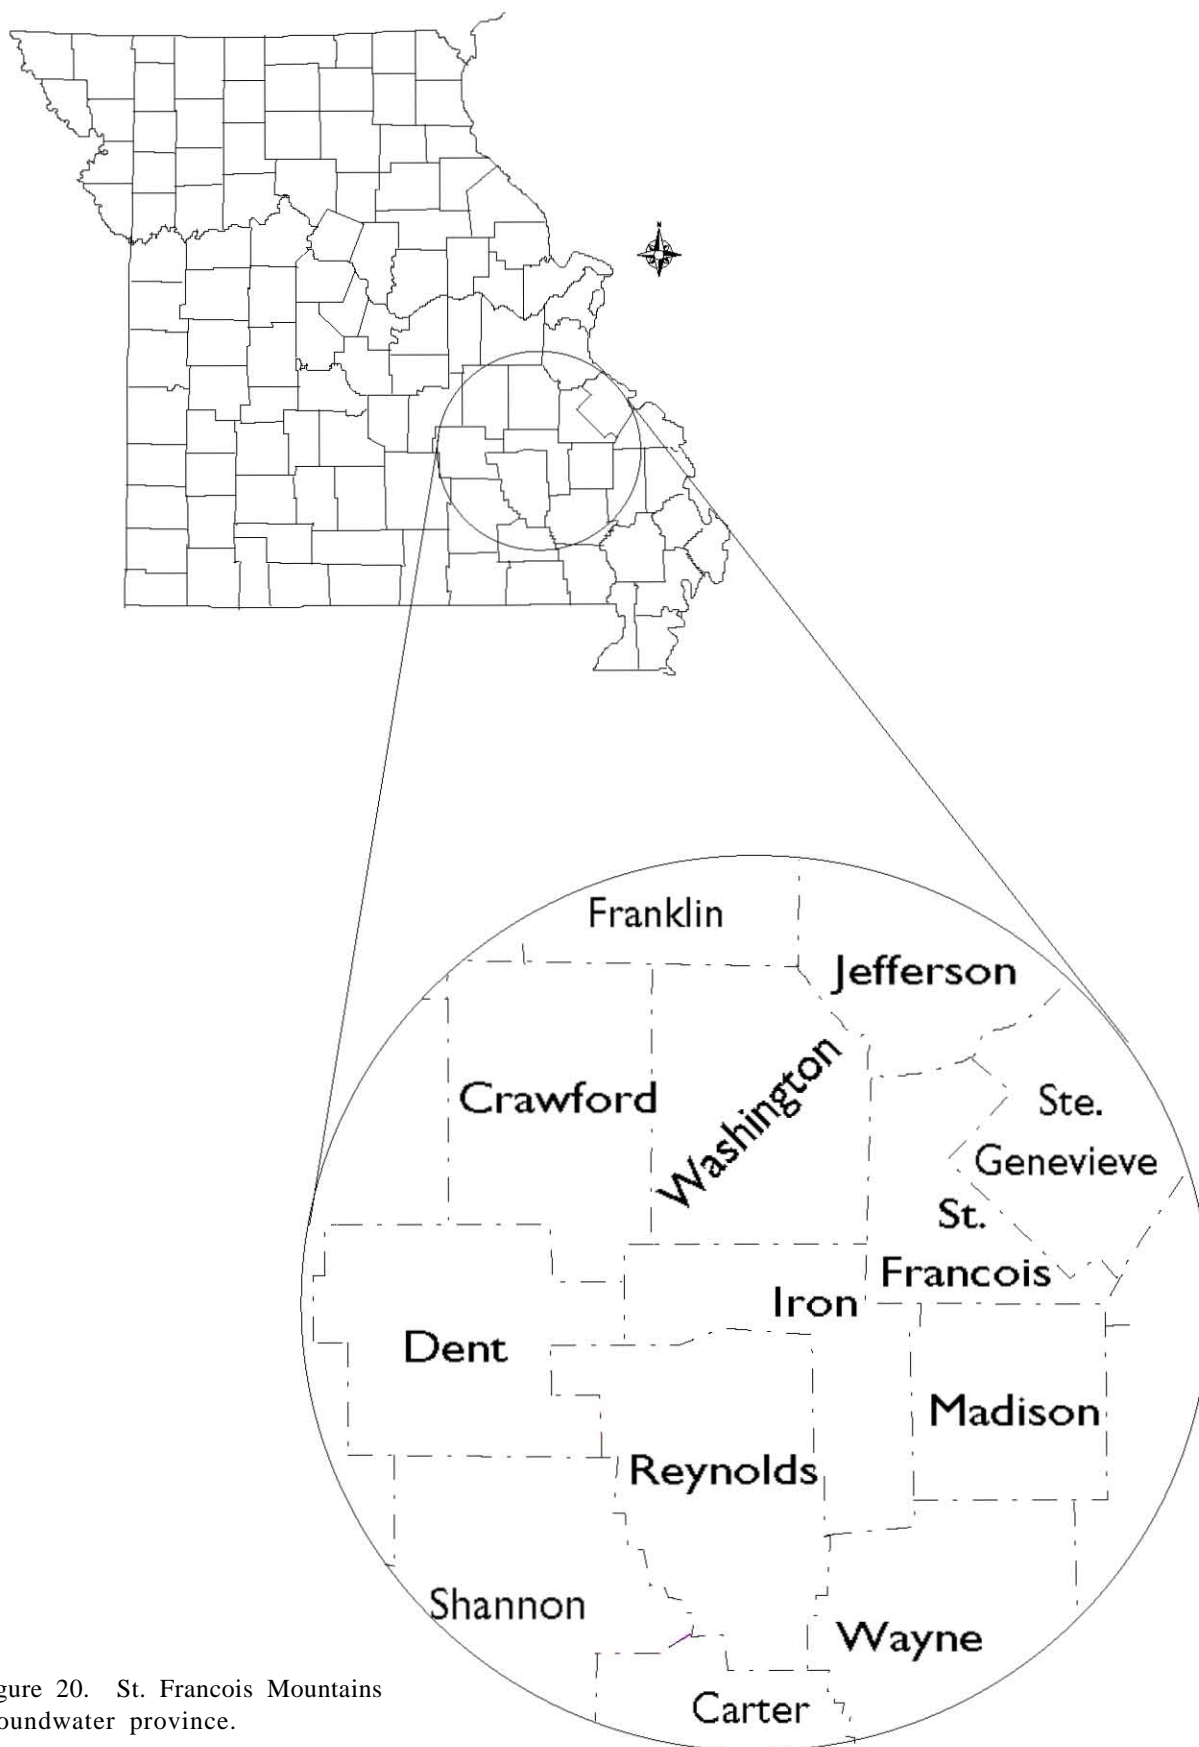 N
Franklin
Jefferson
Crawford
Washington
Ste.
Genevieve
St.
Francois
Iron
Dent
Madison
Reynolds
Shannon
Wayne
Carter
gure 20. St. Francois Mountains
oundwater province.